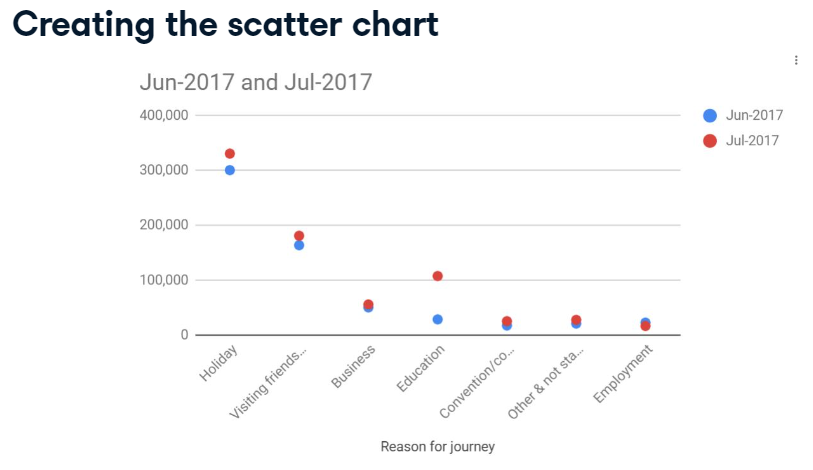 Creating the scatter chart
Jun-2017 and Jul-2017
400,000
300,000
200,000
100,000
0
Jun-2017
Jul-2017
Holiday
Visiting friends...
Business
Education
Convention/co...
Other & not sta...
Employment
Reason for journey